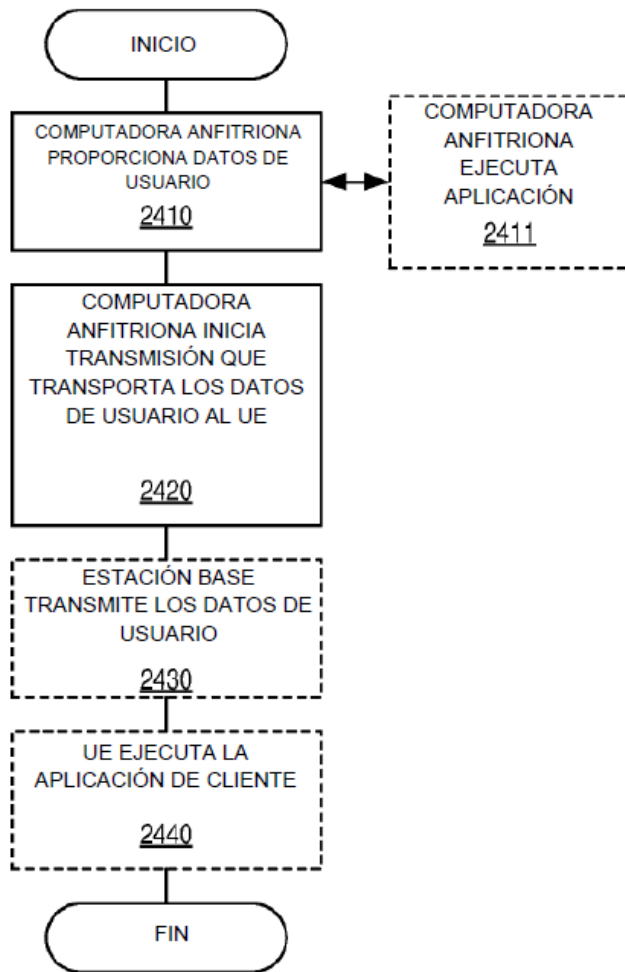 INICIO
COMPUTADORA ANFITRIONA
PROPORCIONA DATOS DE
USUARIO
2410
COMPUTADORA
ANFITRIONA
EJECUTA
APLICACIÓN
2411
COMPUTADORA
ANFITRIONA INICIA
TRANSMISIÓN QUE
TRANSPORTA LOS DATOS
DE USUARIO AL UE
2420
ESTACIÓN BASE
TRANSMITE LOS DATOS DE
USUARIO
2430
UE EJECUTA LA
APLICACIÓN DE CLIENTE
2440
FIN